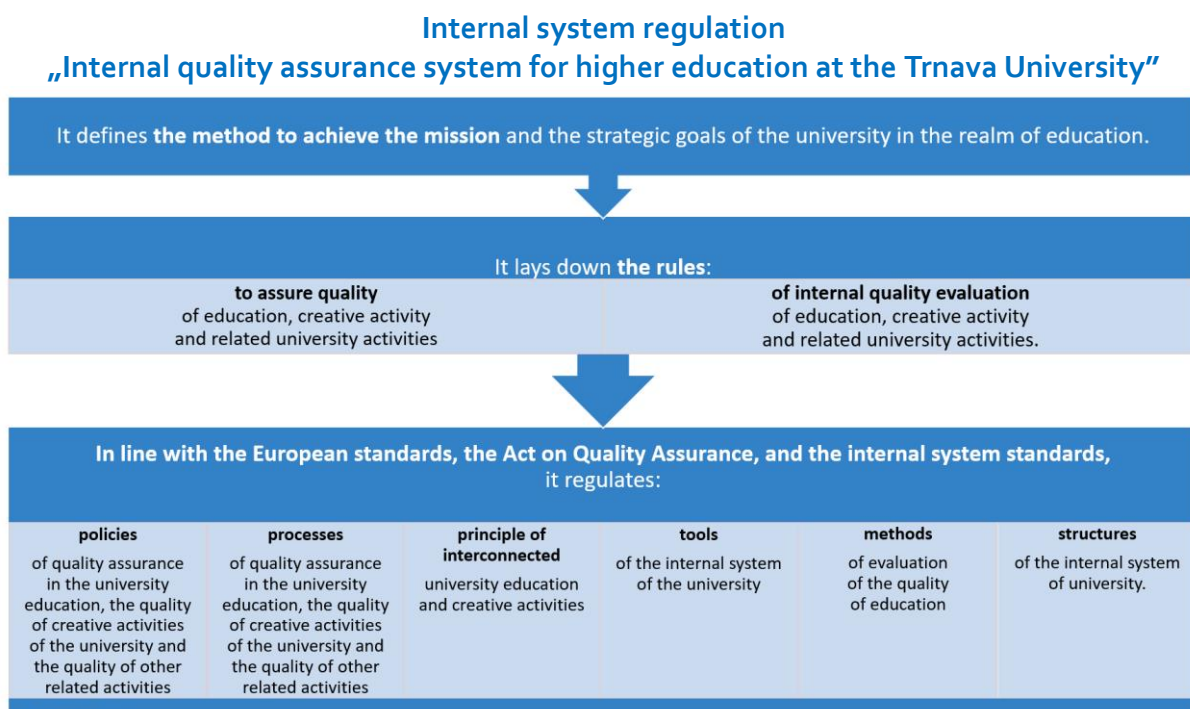 Internal system regulation
„Internal quality assurance system for higher education at the Trnava University”
It defines the method to achieve the mission and the strategic goals of the university in the realm of education.
It lays down the rules:
to assure quality
of education, creative activity
and related university activities
of internal quality evaluation
of education, creative activity
and related university activities.
In line with the European standards, the Act on Quality Assurance, and the internal system standards,
it regulates:
policies
of quality assurance
in the university
education, the quality
of creative activities
of the university and
the quality of other
related activities
processes
of quality assurance
in the university
education, the quality
of creative activities
of the university and
the quality of other
related activities
principle of
interconnected
university education
and creative activities
tools
of the internal system
of the university
methods
of evaluation
of the quality
of education
structures
of the internal system
of university.